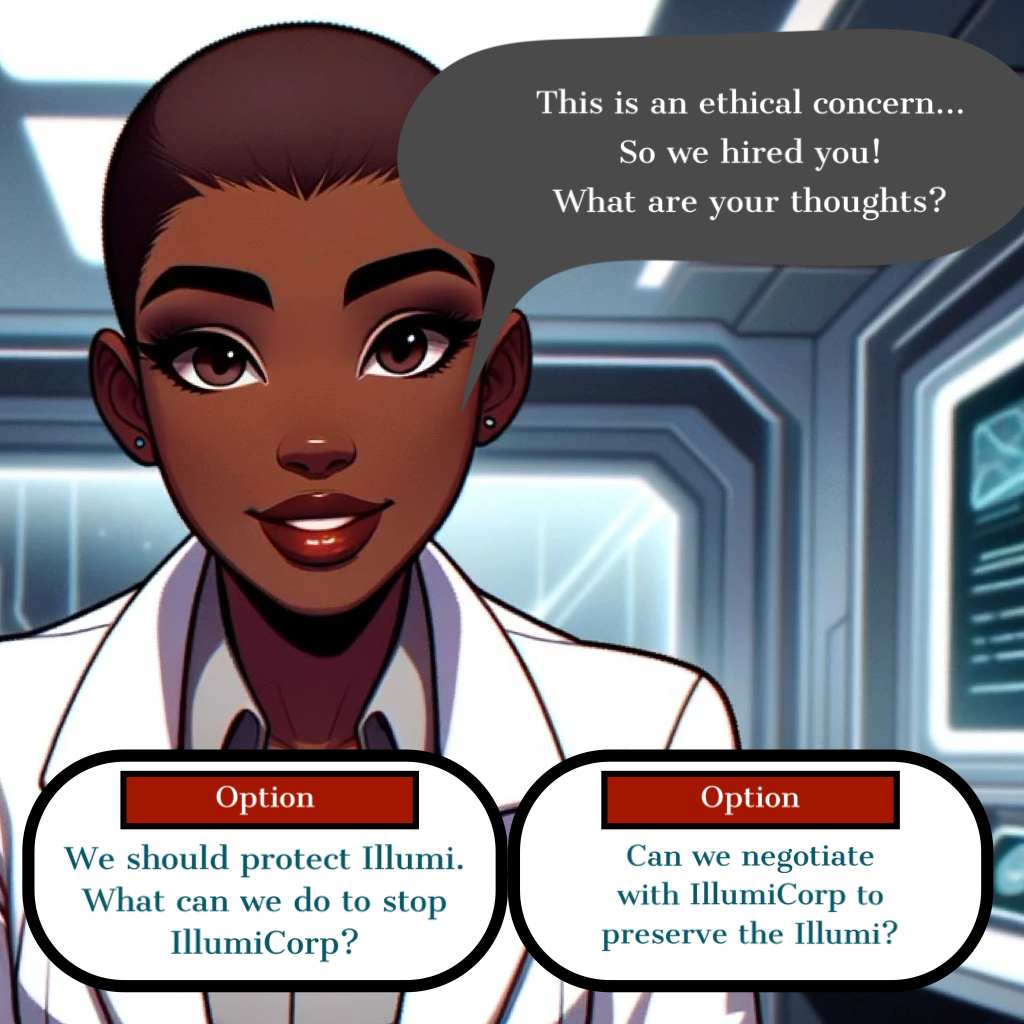 This is an ethical concern...
So we hired you!
What are your thoughts?
Option
We should protect Illumi.
What can we do to stop
IllumiCorp?
Option
Can we negotiate
with IllumiCorp to
preserve the Illumi?